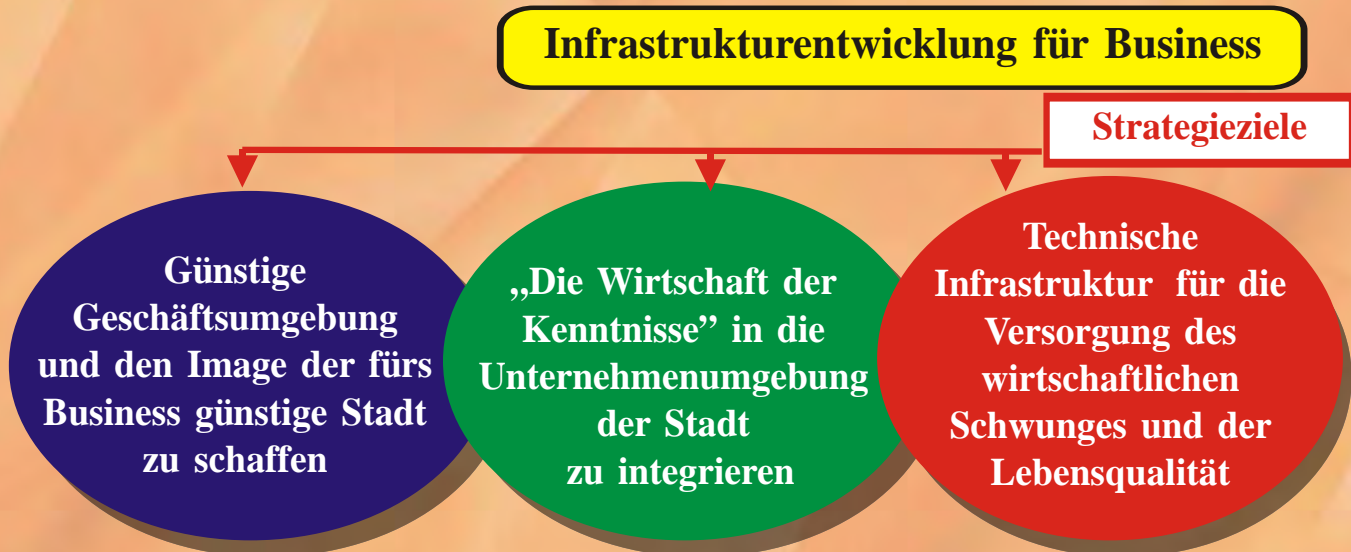 Infrastrukturentwicklung für Business
Strategieziele
Günstige
Geschäftsumgebung
und den Image der fürs
Business günstige Stadt
zu schaffen
„Die Wirtschaft der
Kenntnisse” in die
Unternehmenumgebung
der Stadt
zu integrieren
Technische
Infrastruktur für die
Versorgung des
wirtschaftlichen
Schwunges und der
Lebensqualität